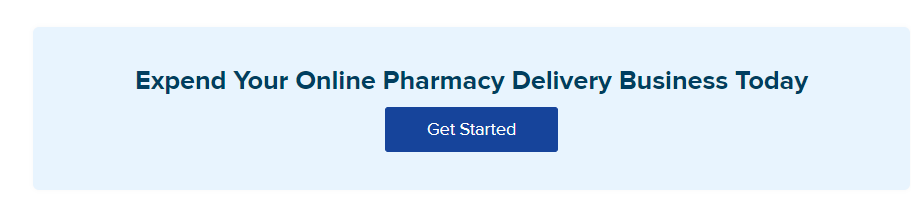 Expend Your Online Pharmacy Delivery Business Today
Get Started